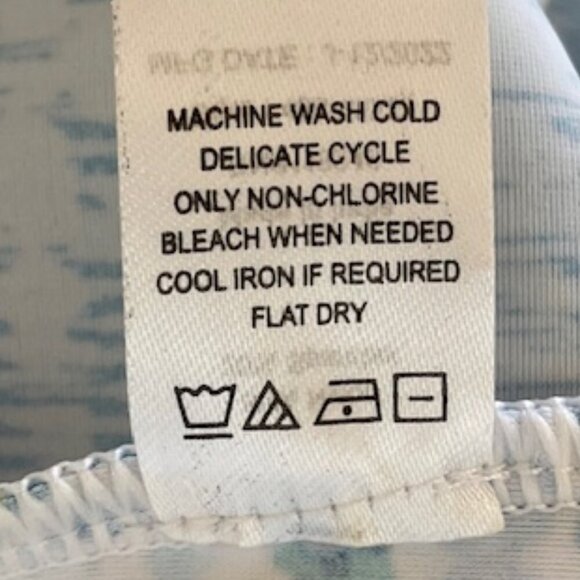 MACHINE WASH COLD
DELICATE CYCLE
ONLY NON-CHLORINE
BLEACH WHEN NEEDED
COOL IRON IF REQUIRED
FLAT DRY